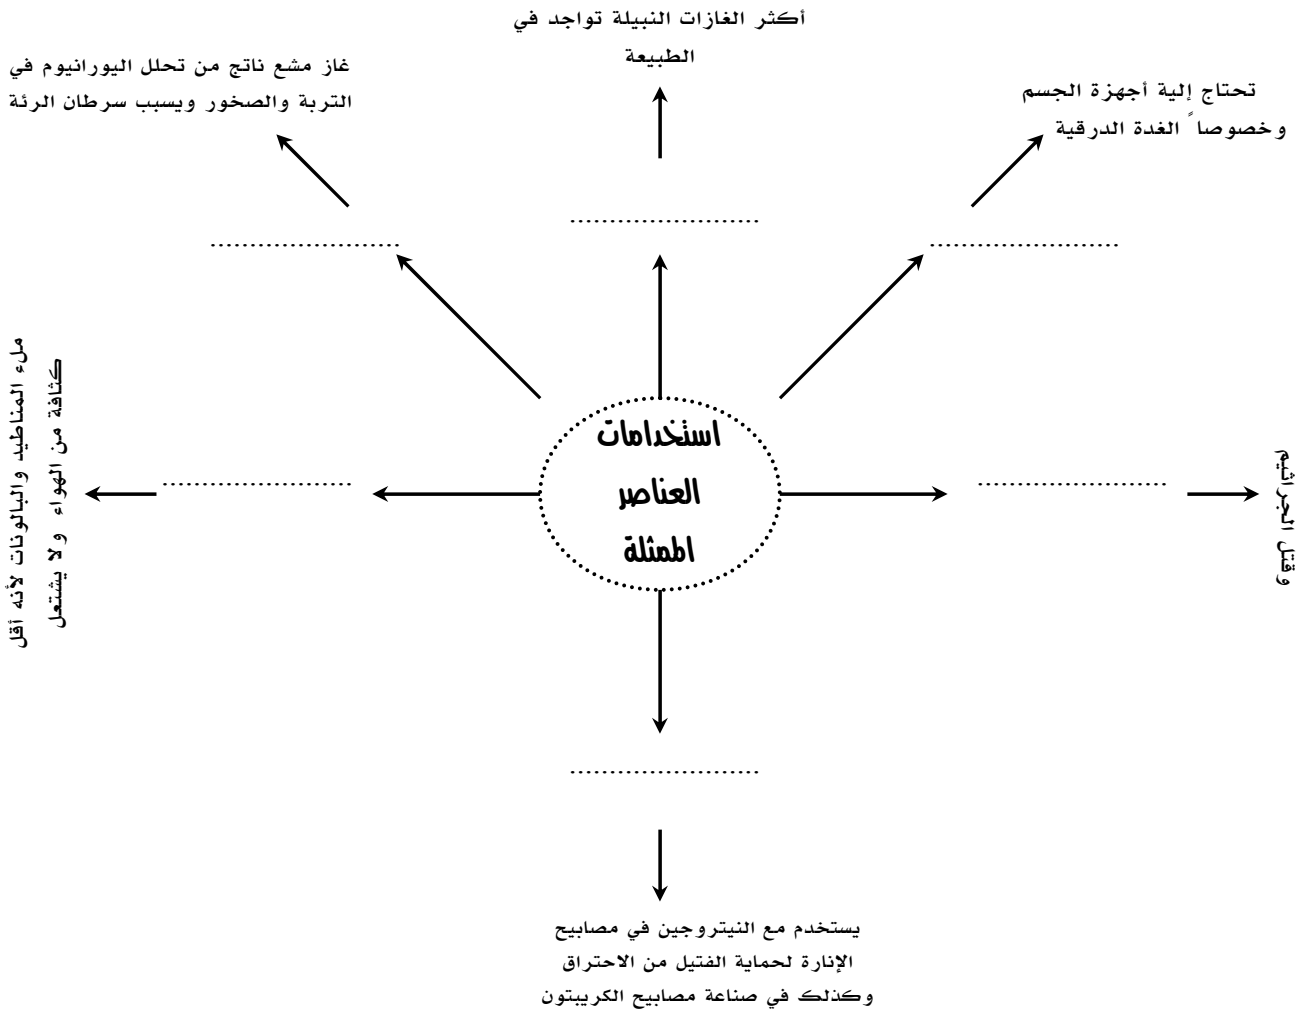 أكثر الغازات النبيلة تواجد في
الطبيعة
تحتاج إلية أجهزة الجسم
وخصوصاً الغدة الدرقية
غاز مشع ناتج من تحلل اليورانيوم في
التربة والصخور ويسبب سرطان الرئة
........................
........................
........................
استخدامات
العناصر
الممثلة
........................
وقتل الجراثيم
........................
ملء المناطيد والبالونات لأنه أقل
كثافة من الهواء ولا يشتعل
........................
يستخدم مع النيتروجين في مصابيح
الإنارة لحماية الفتيل من الاحتراق
وكذلك في صناعة مصابيح الكريبتون